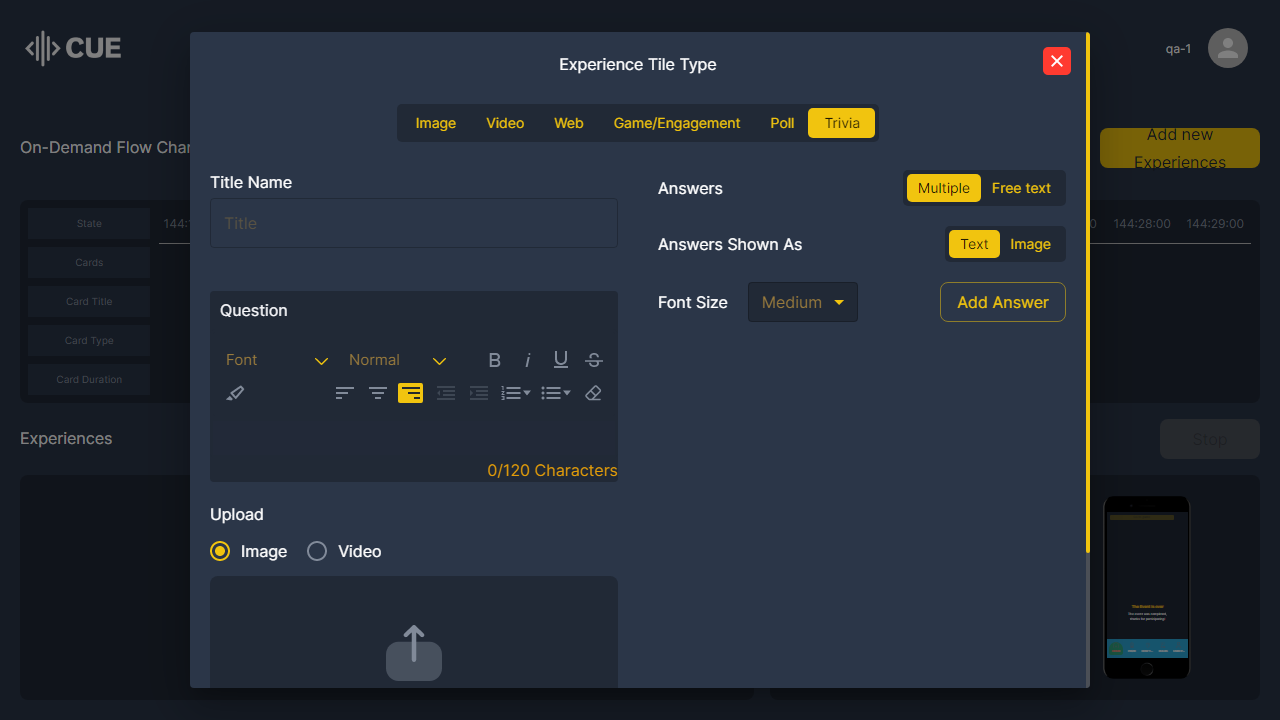 CUE
qa-1
On-Demand Flow Char
Add new
Experiences
State
144:
144:28:00
144:29:00
Cards
Card Title
Card Type
Card Duration
Experiences
Stop
Experience Tile Type
Image
Video
Web
Game/Engagement
Poll
Trivia
Title Name
Title
Question
Font
Normal
B
i
U
S
0/120 Characters
Upload
Image
Video
Answers
Multiple
Free text
Answers Shown As
Text
Image
Font Size
Medium
Add Answer